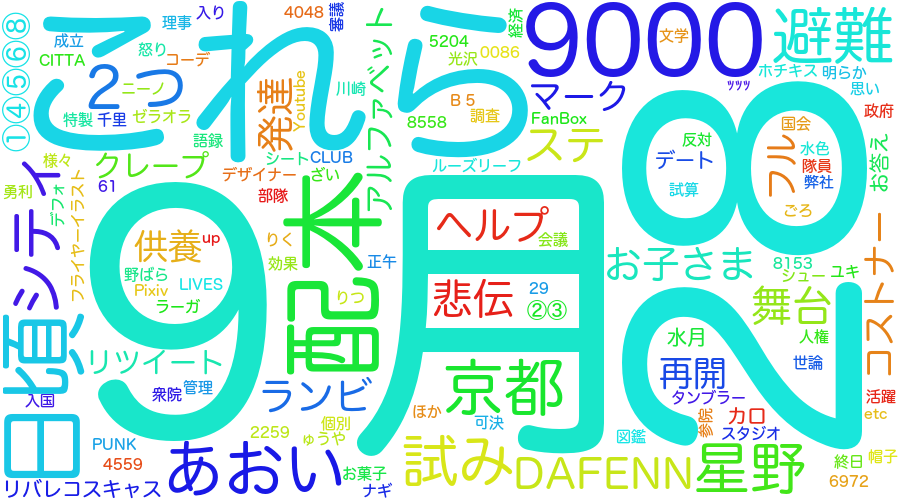 これら
9月
28
9000
避難
配本
日頃
シティ
2つ
①④⑤⑥⑧
成立
CITTA
理事
怒り
コーデ
ニーノ
入り
4048
審議
特製
千里
ゼラオラ
語録
発達
Youtube
川崎
アルファベット
5204
経済
0086
光沢
8558
B5
調査
文学
マーク
FanBox
ステ
ホチキス
明らか
思い
ｯｯｯ
政府
国会
水色
隊員
弊社
フル
ごろ
お答え
反対
デート
試算
様々
勇利
デフォ
フライヤーイラスト
クレープ
61
シート
CLUB
デザイナー
ざい
部隊
ルーズリーフ
供養
up
野ばら
Pixiv
LIVES
ラーガ
りく
効果
正午
りつ
ヘルプ
会議
悲伝
29
②③
お子さま
8153
シュー
ユキ
舞台
人権
コストナー
水月
再開
世論
タンブラー
活躍
etc
リツイート
入国
衆院
管理
ランビ
京都
ほか
可決
図鑑
参院
カロ
スタジオ
PUNK
4559
2259
個別
ゅうや
リバレコスキャス
あおい
お菓子
ナギ
試み
DAFENN
星野
終日
帽子
6972